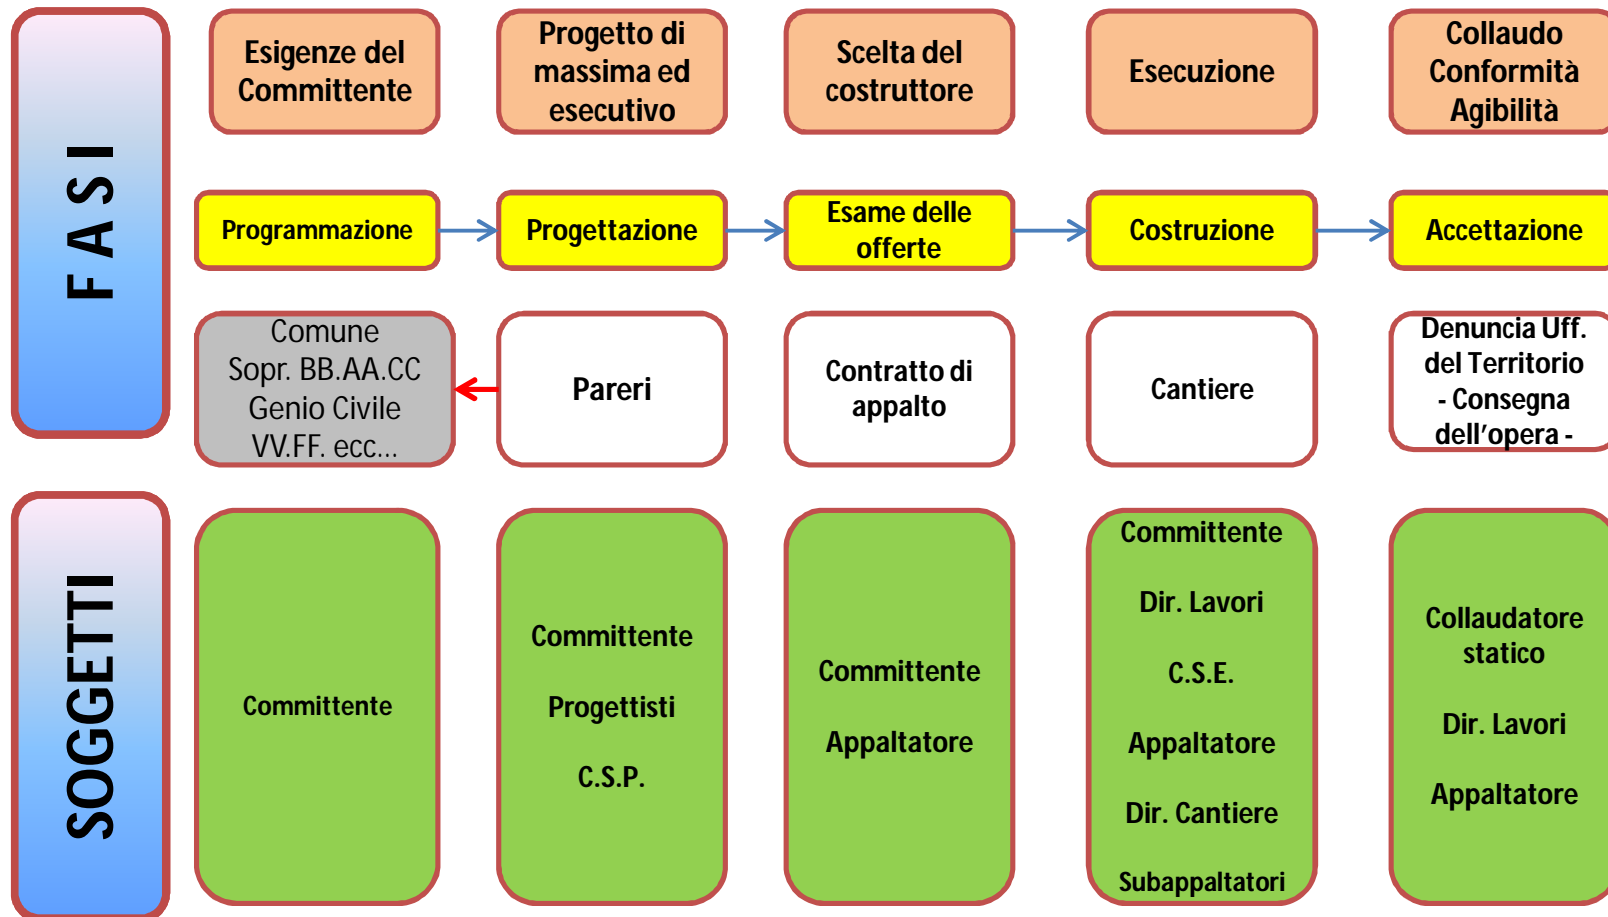 F A S I
Esigenze del
Committente
Progetto di
massima ed
esecutivo
Scelta del
costruttore
Esecuzione
Collaudo
Conformità
Agibilità
Programmazione
Progettazione
Esame delle
offerte
Costruzione
Accettazione
Comune
Sopr. BB.AA.CC
Genio Civile
VV.FF. ecc...
Pareri
Contratto di
appalto
Cantiere
Denuncia Uff.
del Territorio
- Consegna
dell'opera -
SOGGETTI
Committente
Committente
Progettisti
C.S.P.
Committente
Appaltatore
Committente
Dir. Lavori
C.S.E.
Appaltatore
Dir. Cantiere
Subappaltatori
Collaudatore
statico
Dir. Lavori
Appaltatore